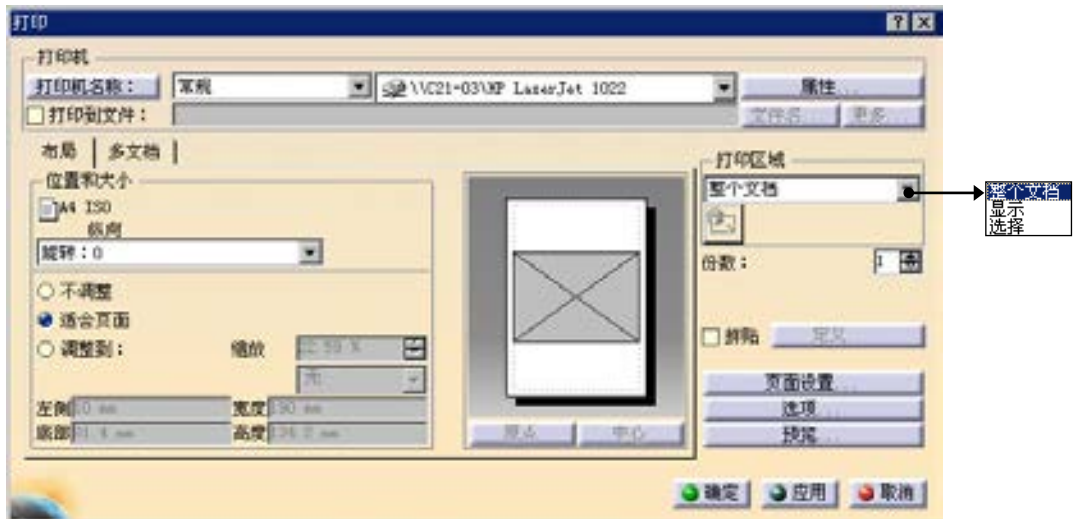 打印
打印机
打印机名称： 常规 \\C21-03\HP LaserJet 1022 属性...
打印到文件： 文件名... 更多...
布局 多文档
位置和大小
A4 ISO
纵向
旋转：0
不调整
适合页面
调整到： 缩放
无
左侧 宽度
底部 高度
原点 中心
打印区域
整个文档
整个文档
显示
选择
份数： 1
拼贴 定义...
页面设置...
选项...
预览...
确定 应用 取消